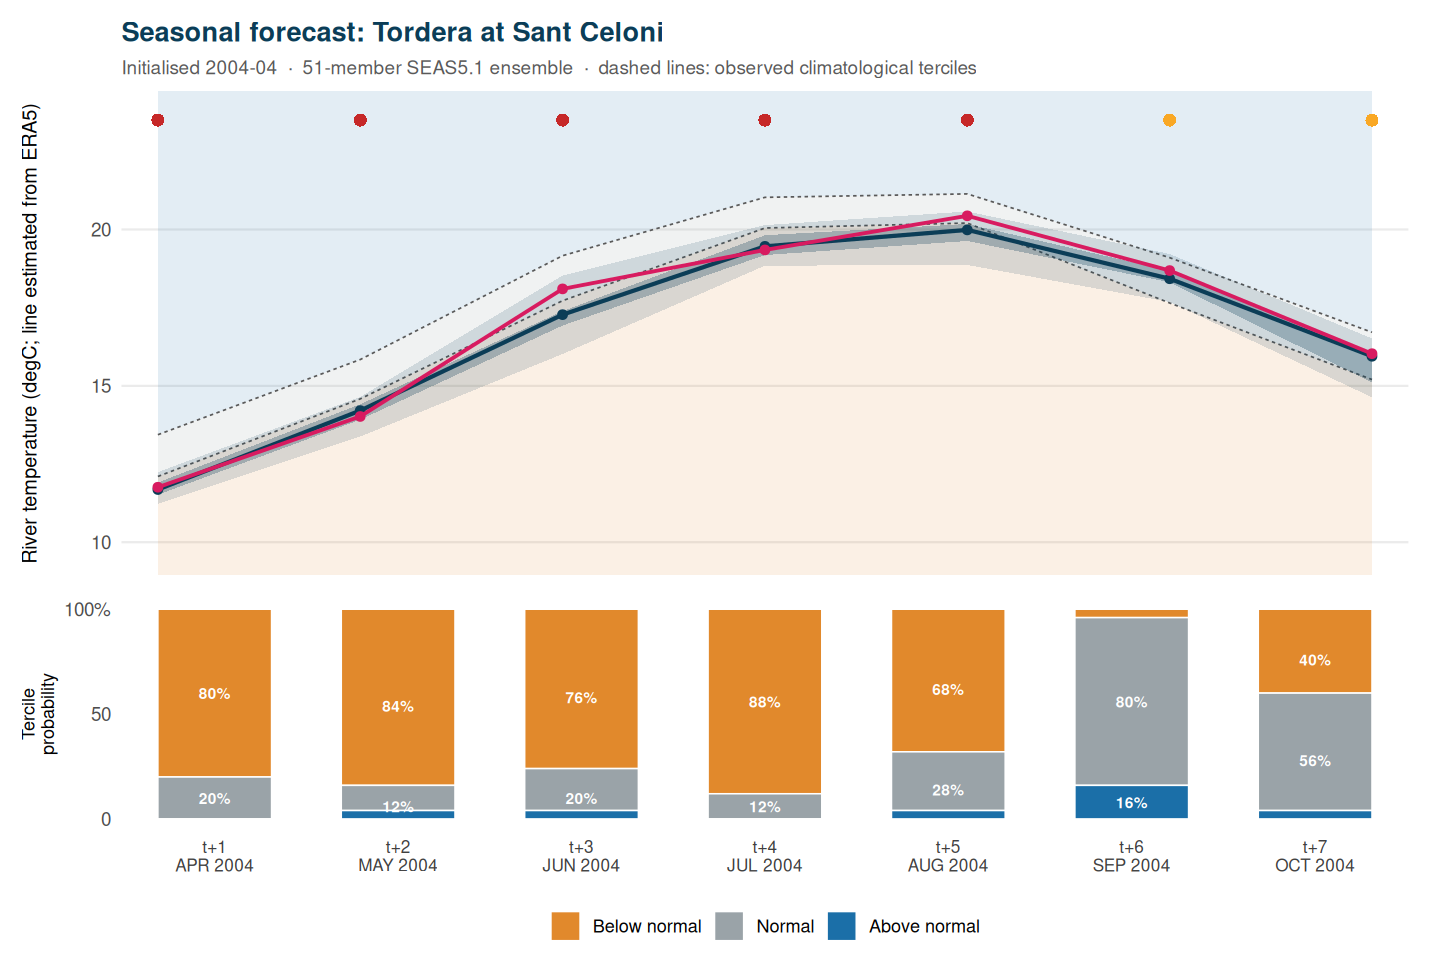 Seasonal forecast: Tordera at Sant Celoni
Initialised 2004-04 · 51-member SEAS5.1 ensemble · dashed lines: observed climatological terciles
River temperature (degC; line estimated from ERA5)
20
15
10
Tercile
probability
100%
50
0
80%
20%
84%
12%
76%
20%
88%
12%
68%
28%
80%
16%
40%
56%
t+1
APR 2004
t+2
MAY 2004
t+3
JUN 2004
t+4
JUL 2004
t+5
AUG 2004
t+6
SEP 2004
t+7
OCT 2004
Below normal
Normal
Above normal